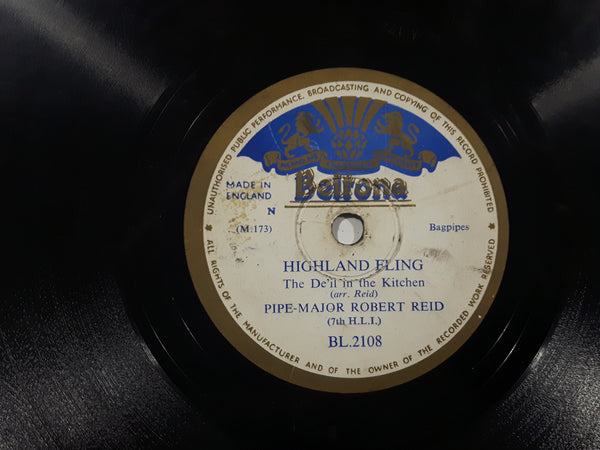 UNAUTHORISED PUBLIC PERFORMANCE, BROADCASTING AND COPYING OF THIS RECORD PROHIBITED
Beltona
MADE IN
ENGLAND
N
(M.173)
Bagpipes
HIGHLAND FLING
The De'il in the Kitchen
(arr. Reid)
PIPE-MAJOR ROBERT REID
(7th H.L.I.)
BL.2108
★ ALL RIGHTS OF THE MANUFACTURER AND OF THE OWNER OF THE RECORDED WORK RESERVED ★